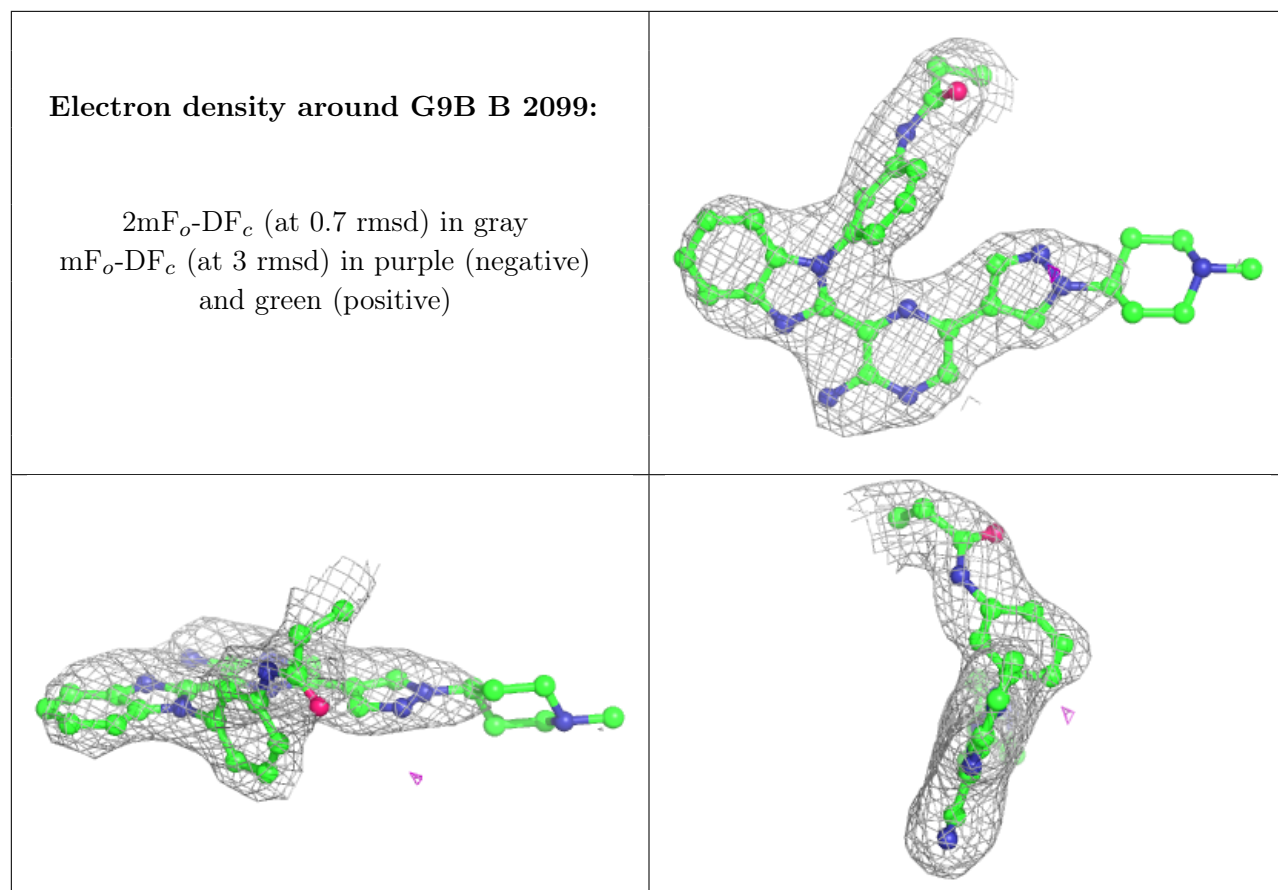 Electron density around G9B B 2099:
2mFo-DFc (at 0.7 rmsd) in gray
mFo-DFc (at 3 rmsd) in purple (negative)
and green (positive)